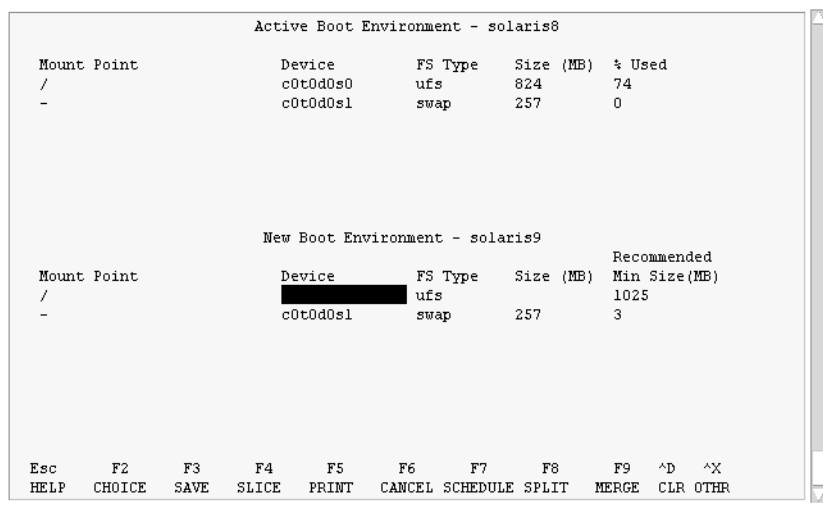 Active Boot Environment - solaris8
Mount Point Device FS Type Size (MB) % Used
/ c0t0d0s0 ufs 824 74
- c0t0d0s1 swap 257 0
New Boot Environment - solaris9
Recommended
Mount Point Device FS Type Size (MB) Min Size(MB)
/ ufs 1025
- c0t0d0s1 swap 257 3
Esc F2 F3 F4 F5 F6 F7 F8 F9 ^D ^X
HELP CHOICE SAVE SLICE PRINT CANCEL SCHEDULE SPLIT MERGE CLR OTHR